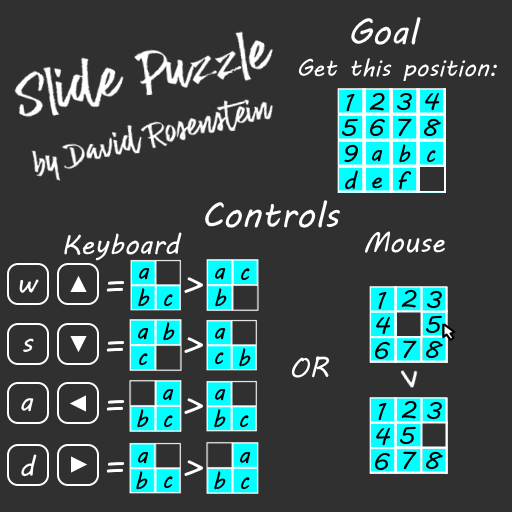 Slide Puzzle
by David Rosenstein
Goal
Get this position:
1 2 3 4
5 6 7 8
9 a b c
d e f
Controls
Keyboard
w ▲ = a > a c
b c b
s ▼ = a b > a
c c b
a ◄ = a > a
b c b c
d ► = a > a
b c b c
OR
Mouse
1 2 3
4 5
6 7 8
v
1 2 3
4 5
6 7 8